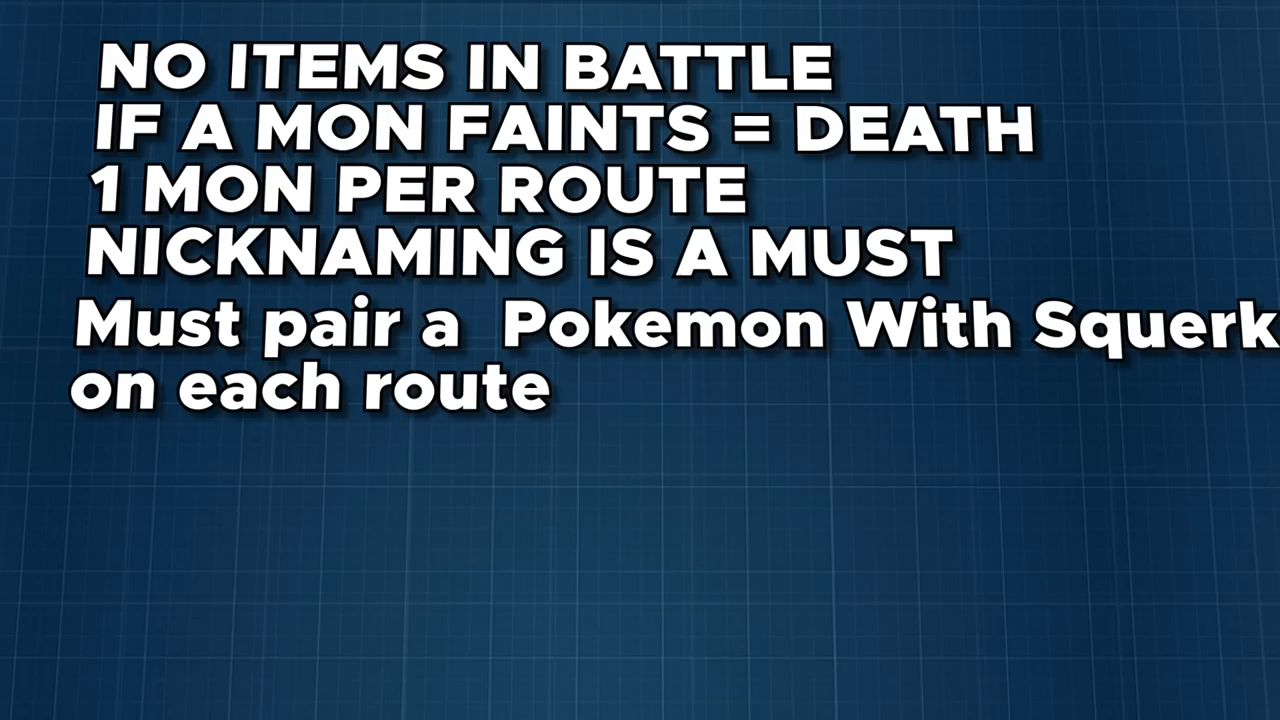 NO ITEMS IN BATTLE
IF A MON FAINTS = DEATH
1 MON PER ROUTE
NICKNAMING IS A MUST
Must pair a  Pokemon With Squerk
on each route